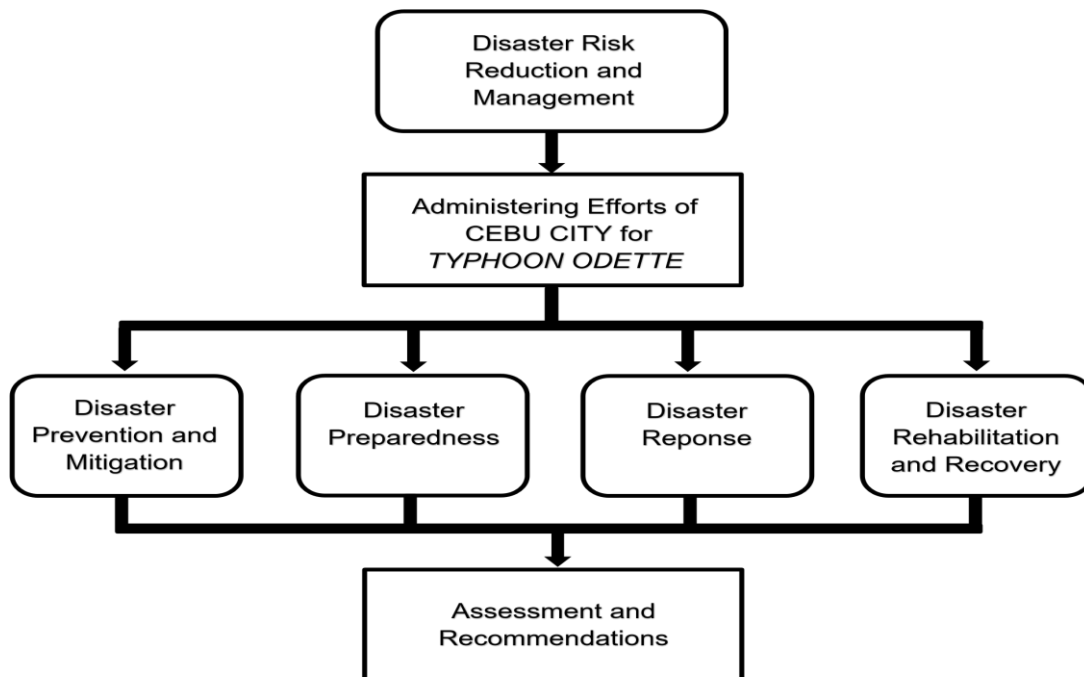 Disaster Risk
Reduction and
Management
Administering Efforts of
CEBU CITY for
TYPHOON ODETTE
Disaster
Prevention and
Mitigation
Disaster
Preparedness
Disaster
Reponse
Disaster
Rehabilitation
and Recovery
Assessment and
Recommendations